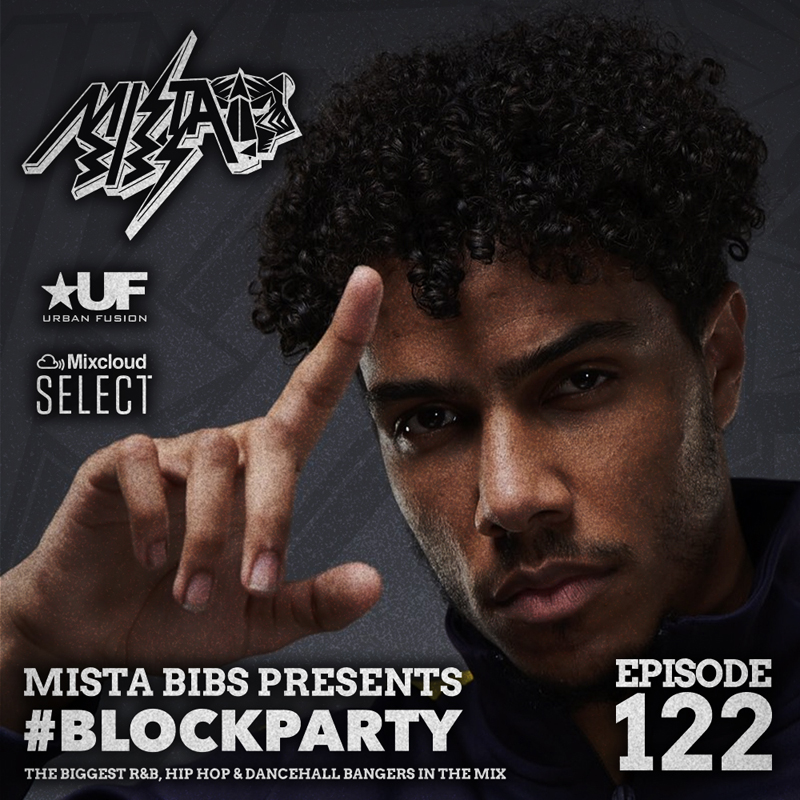 MISTA
BIBS
UF
URBAN FUSION
Mixcloud
SELECT
MISTA BIBS PRESENTS
#BLOCKPARTY
THE BIGGEST R&B, HIP HOP & DANCEHALL BANGERS IN THE MIX
EPISODE
122